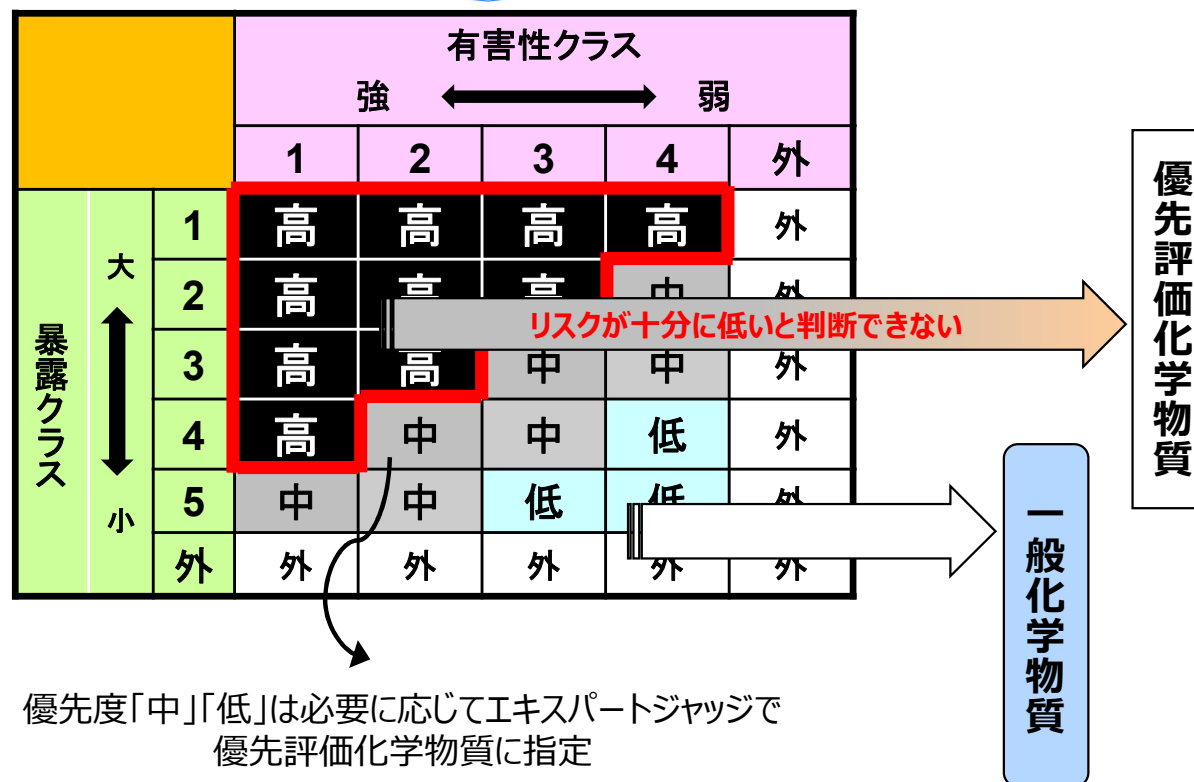 有害性クラス
強 弱
1 2 3 4 外
暴露クラス
大
小
1 高 高 高 高 外
2 高 高 高 中 外
リスクが十分に低いと判断できない
3 高 高 中 中 外
4 高 中 中 低 外
5 中 中 低 低 外
外 外 外 外 外 外
優先評価化学物質
一般化学物質
優先度「中」「低」は必要に応じてエキスパートジャッジで
優先評価化学物質に指定